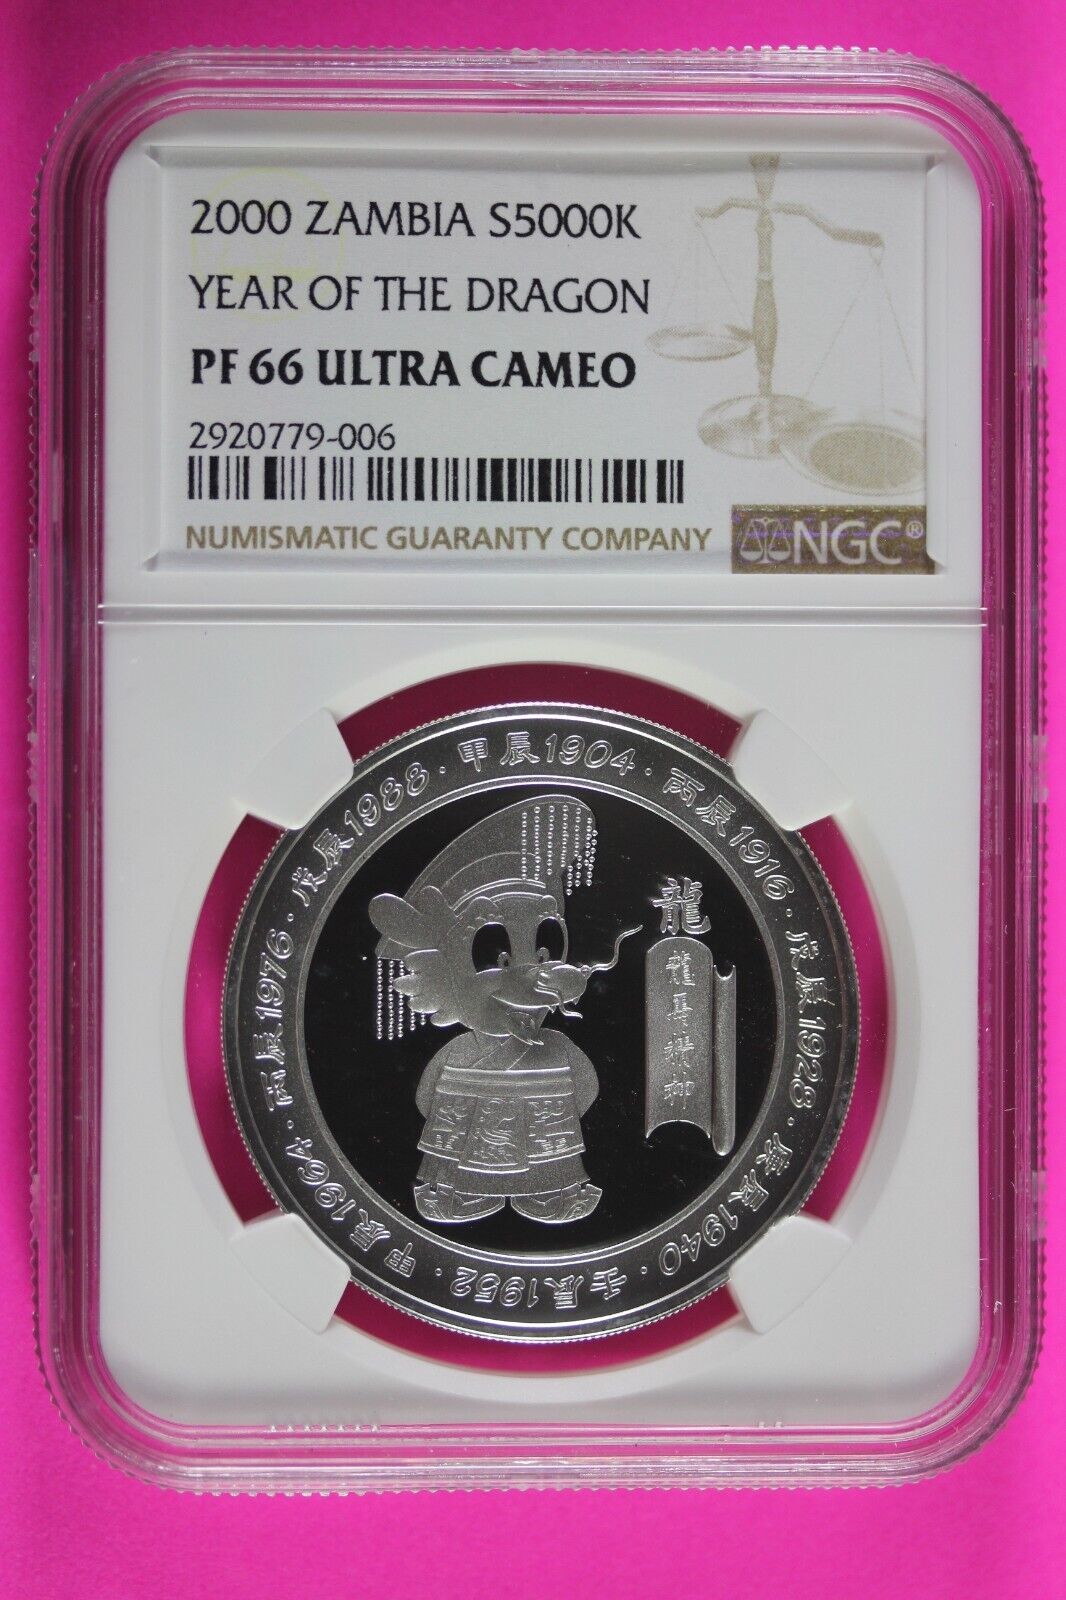 2000 ZAMBIA S5000K
YEAR OF THE DRAGON
PF 66 ULTRA CAMEO
2920779-006
NUMISMATIC GUARANTY COMPANY
NGC®
甲辰1904 · 丙辰1916 · 戊辰1928 · 庚辰1940 · 壬辰1952 · 甲辰1964 · 丙辰1976 · 戊辰1988 ·
龍
龍